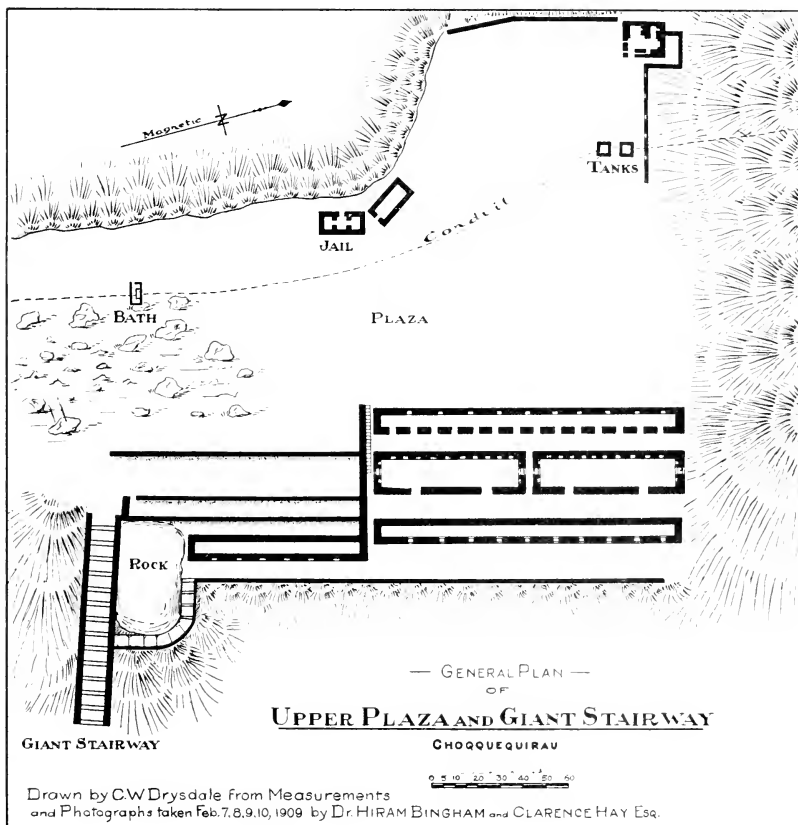 Magnetic N
TANKS
JAIL
Conduit
BATH
PLAZA
ROCK
GIANT STAIRWAY
— GENERAL PLAN —
OF
UPPER PLAZA AND GIANT STAIRWAY
CHOQQUEQUIRAU
0 5 10 20 30 40 50 60
Drawn by C.W Drysdale from Measurements
and Photographs taken Feb. 7, 8, 9, 10, 1909 by Dr. HIRAM BINGHAM and CLARENCE HAY ESQ.